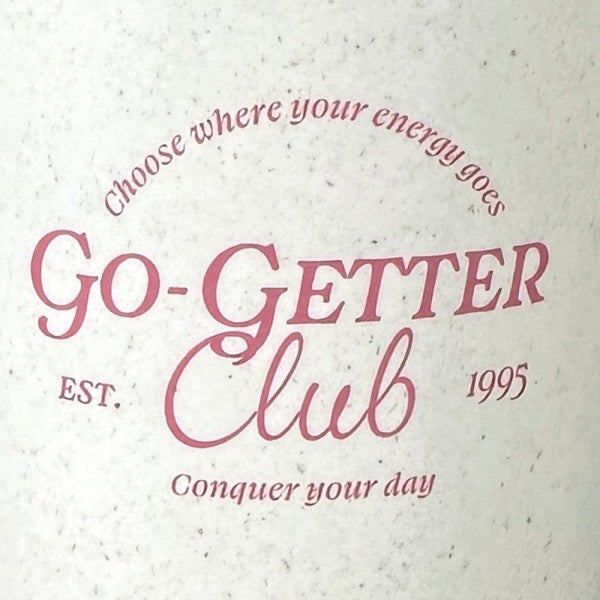 Choose where your energy goes
GO-GETTER
Club
EST. 1995
Conquer your day